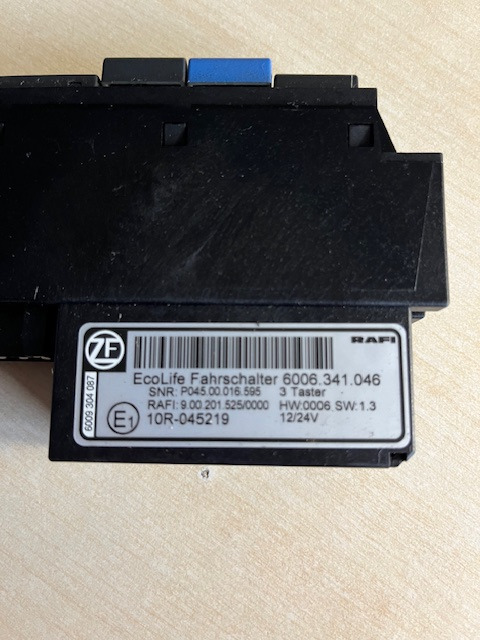 ZF
RAFI
EcoLife Fahrschalter 6006.341.046
SNR: P045.00.016.595 3 Taster
RAFI: 9.00.201.525/0000 HW:0006 SW:1.3
E1 10R-045219 12/24V
6009 304 087